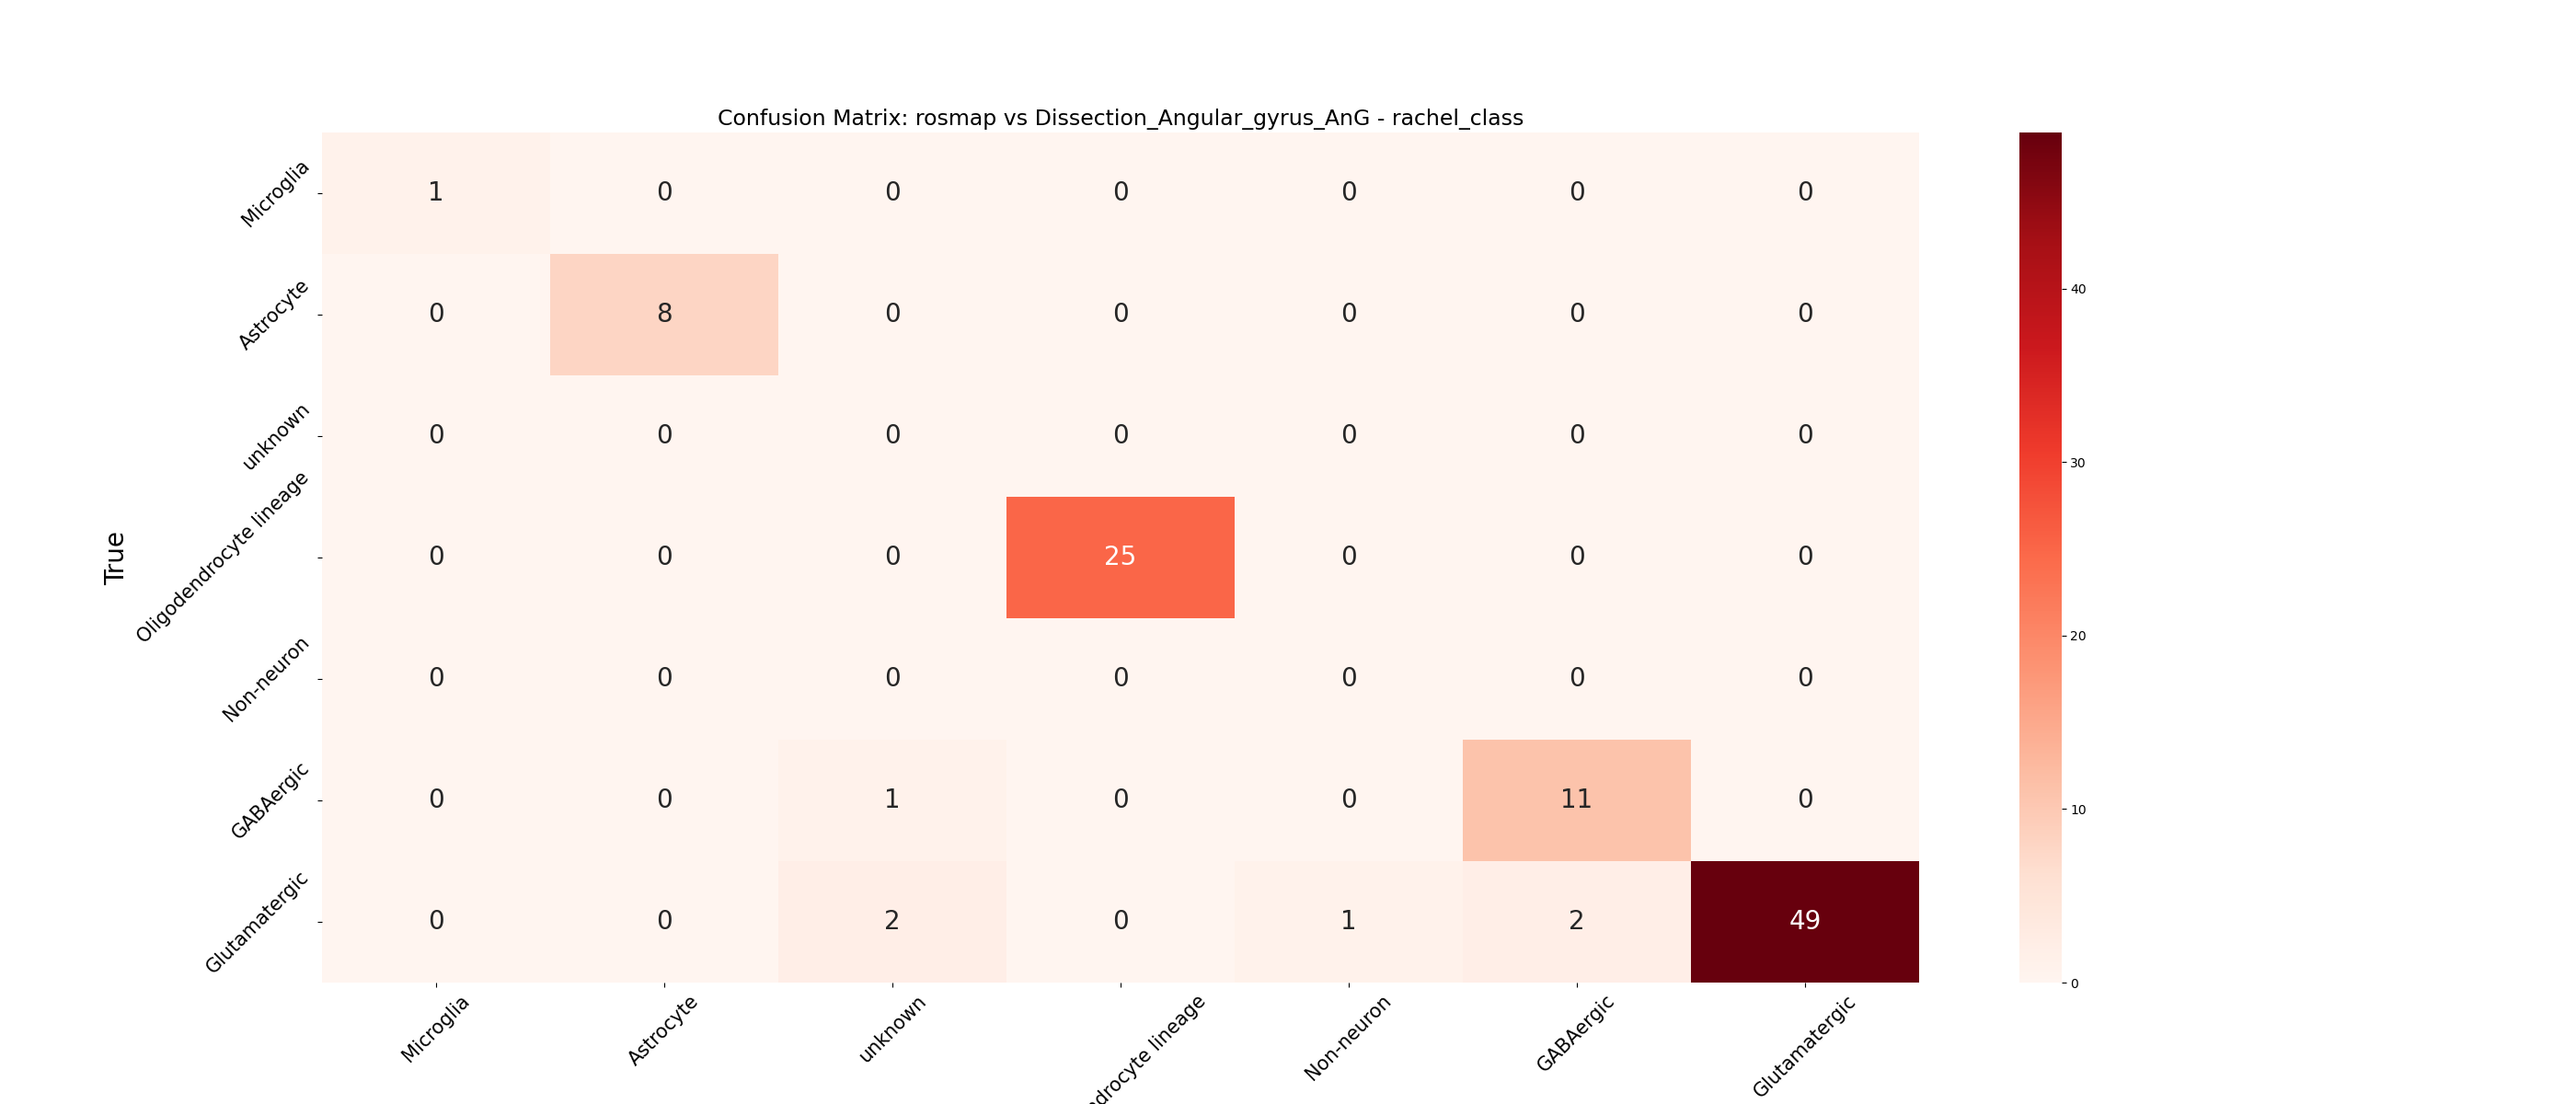 Confusion Matrix: rosmap vs Dissection_Angular_gyrus_AnG - rachel_class
True
Microglia 1 0 0 0 0 0 0
Astrocyte 0 8 0 0 0 0 0
unknown 0 0 0 0 0 0 0
Oligodendrocyte lineage 0 0 0 25 0 0 0
Non-neuron 0 0 0 0 0 0 0
GABAergic 0 0 1 0 0 11 0
Glutamatergic 0 0 2 0 1 2 49
Microglia Astrocyte unknown drocyte lineage Non-neuron GABAergic Glutamatergic
40
30
20
10
0